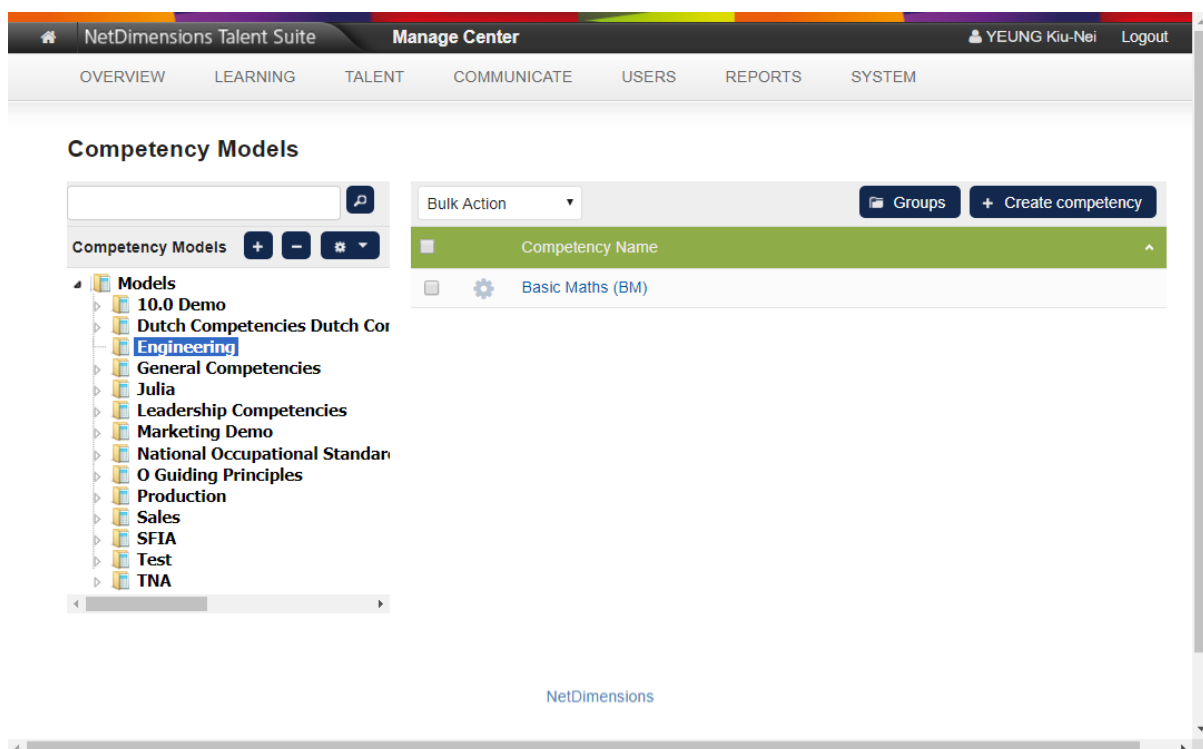 NetDimensions Talent Suite Manage Center YEUNG Kiu-Nei Logout
OVERVIEW LEARNING TALENT COMMUNICATE USERS REPORTS SYSTEM
Competency Models
Bulk Action Groups + Create competency
Competency Models
Competency Name
Basic Maths (BM)
Models
10.0 Demo
Dutch Competencies Dutch Cor
Engineering
General Competencies
Julia
Leadership Competencies
Marketing Demo
National Occupational Standar
O Guiding Principles
Production
Sales
SFIA
Test
TNA
NetDimensions